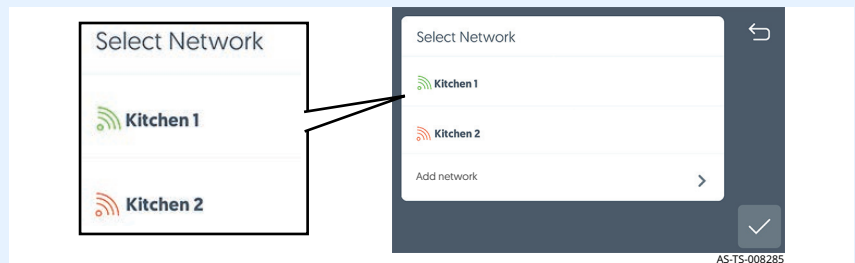 Select Network
Kitchen 1
Kitchen 2
Select Network
Kitchen 1
Kitchen 2
Add network
AS-TS-008285